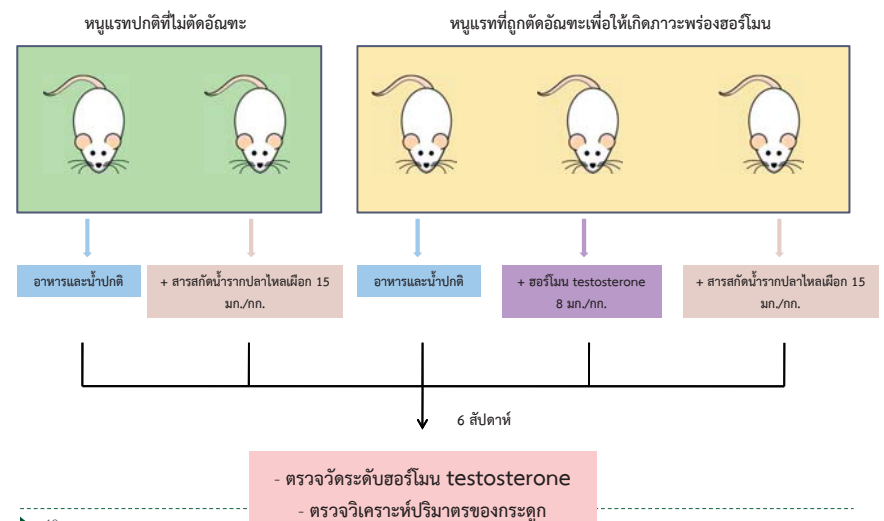 หนูแรทปกติที่ไม่ตัดอัณฑะ
หนูแรทที่ถูกตัดอัณฑะเพื่อให้เกิดภาวะพร่องฮอร์โมน
อาหารและน้ำปกติ
+ สารสกัดน้ำรากปลาไหลเผือก 15
มก./กก.
อาหารและน้ำปกติ
+ ฮอร์โมน testosterone
8 มก./กก.
+ สารสกัดน้ำรากปลาไหลเผือก 15
มก./กก.
6 สัปดาห์
- ตรวจวัดระดับฮอร์โมน testosterone
- ตรวจวิเคราะห์ปริมาตรของกระดูก